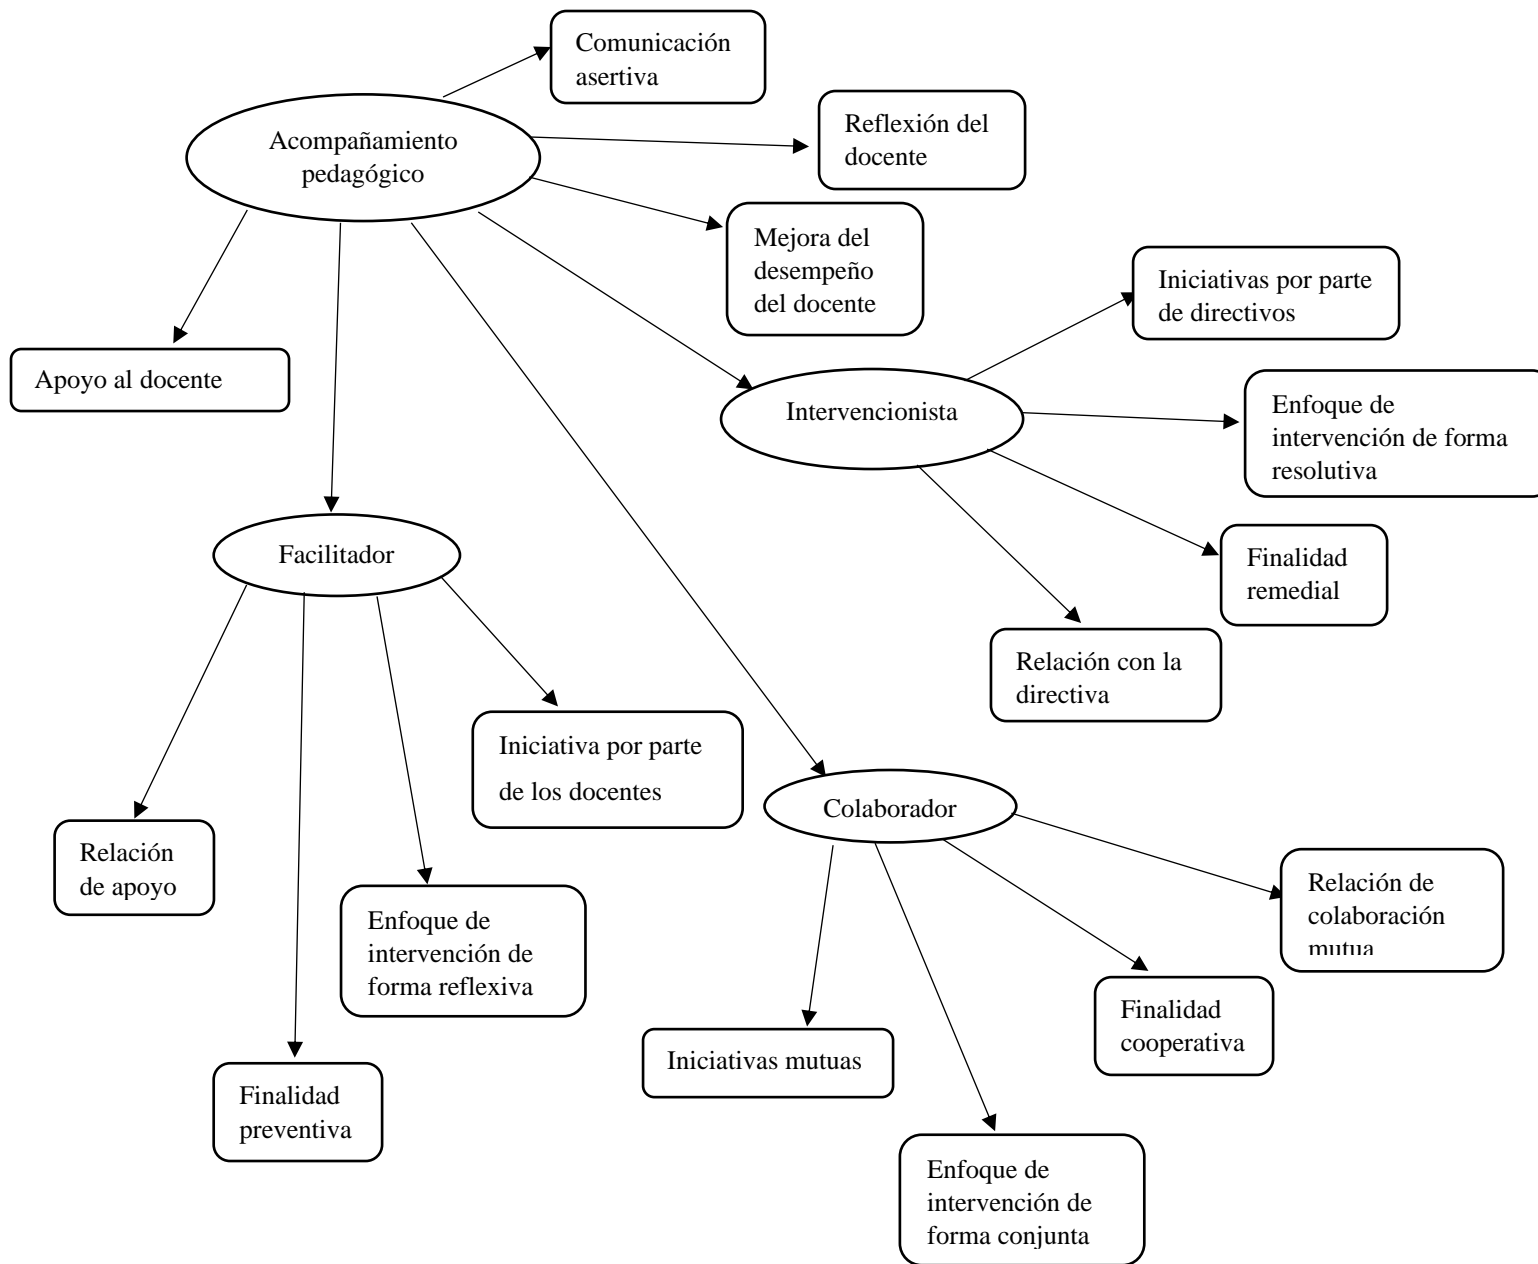 Comunicación
asertiva
Acompañamiento
pedagógico
Reflexión del
docente
Mejora del
desempeño
del docente
Iniciativas por parte
de directivos
Apoyo al docente
Intervencionista
Enfoque de
intervención de forma
resolutiva
Facilitador
Finalidad
remedial
Relación con la
directiva
Iniciativa por parte
de los docentes
Colaborador
Relación
de apoyo
Enfoque de
intervención de
forma reflexiva
Relación de
colaboración
mutua
Finalidad
cooperativa
Iniciativas mutuas
Finalidad
preventiva
Enfoque de
intervención de
forma conjunta